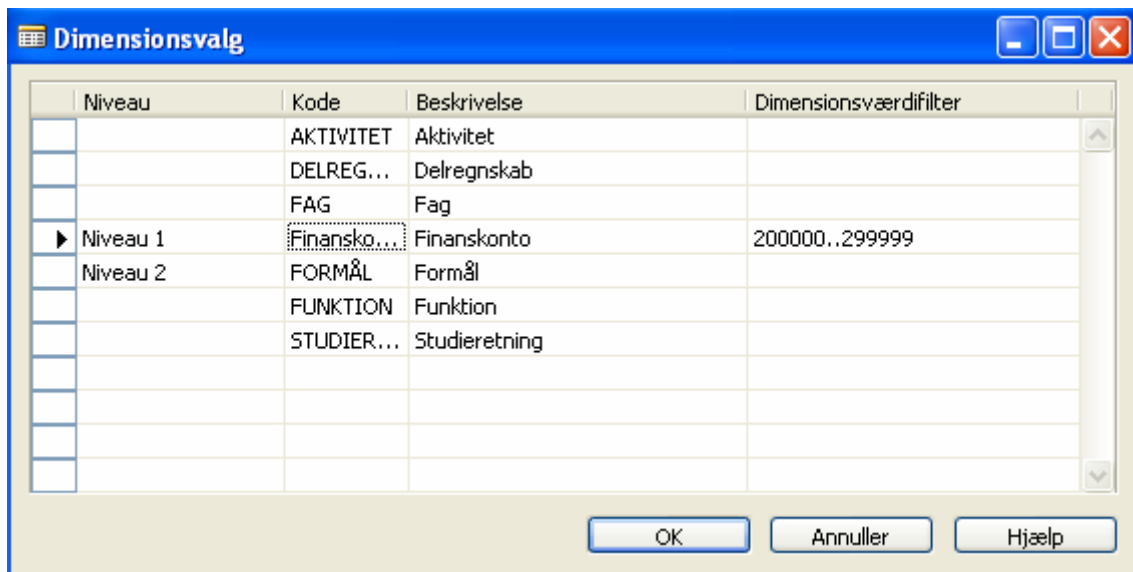 Dimensionsvalg
Niveau Kode Beskrivelse Dimensionsværdifilter
AKTIVITET Aktivitet
DELREG... Delregnskab
FAG Fag
Niveau 1 Finansko... Finanskonto 200000..299999
Niveau 2 FORMÅL Formål
FUNKTION Funktion
STUDIER... Studieretning
OK Annuller Hjælp